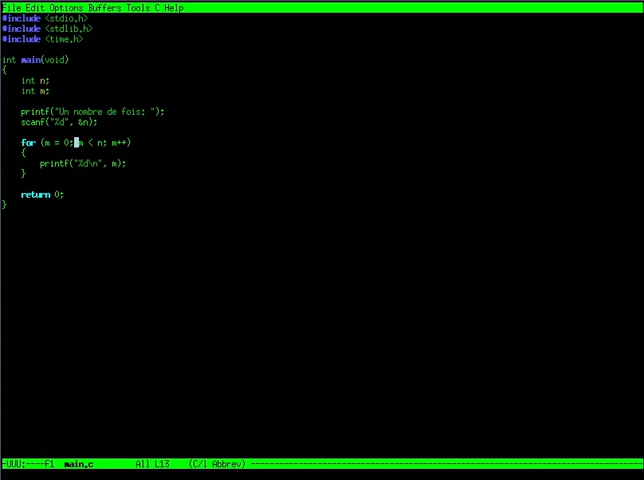 File Edit Options Buffers Tools C Help
#include <stdio.h>
#include <stdlib.h>
#include <time.h>
int main(void)
{
int n;
int m;
printf("Un nombre de fois: ");
scanf("%d", &n);
for (m = 0; m < n; m++)
{
printf("%d\n", m);
}
return 0;
}
-UUU:----F1 main.c All L13 (C/l Abbrev)----------------------------------------------------------------